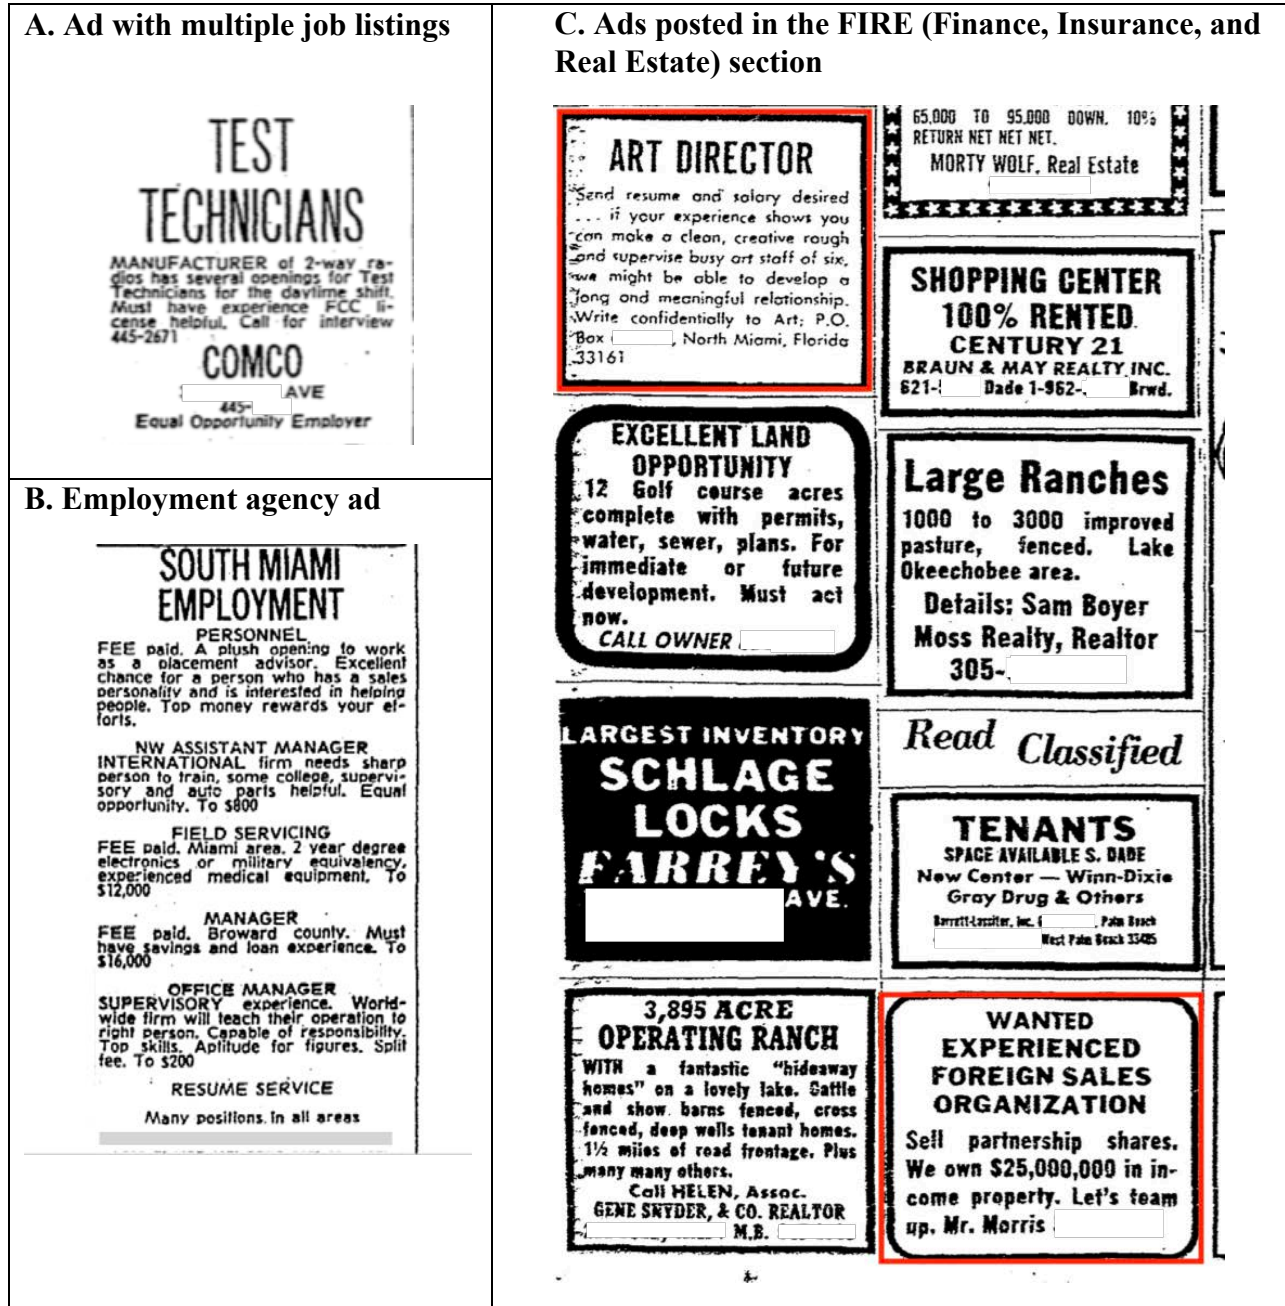 A. Ad with multiple job listings
TEST
TECHNICIANS
MANUFACTURER of 2-way ra-
dios has several openings for Test
Technicians for the daytime shift.
Must have experience FCC li-
cense helpful. Call for interview
445-2671
COMCO
AVE
445-
Equal Opportunity Employer
B. Employment agency ad
SOUTH MIAMI
EMPLOYMENT
PERSONNEL
FEE paid. A plush opening to work
as a placement advisor. Excellent
chance for a person who has a sales
personality and is interested in helping
people. Top money rewards your ef-
forts.
NW ASSISTANT MANAGER
INTERNATIONAL firm needs sharp
person to train, some college, supervi-
sory and auto parts helpful. Equal
opportunity. To $800
FIELD SERVICING
FEE paid. Miami area. 2 year degree
electronics or military equivalency,
experienced medical equipment. To
$12,000
MANAGER
FEE paid. Broward county. Must
have savings and loan experience. To
$16,000
OFFICE MANAGER
SUPERVISORY experience. World-
wide firm will teach their operation to
right person. Capable of responsibility.
Top skills. Aptitude for figures. Split
fee. To $200
RESUME SERVICE
Many positions in all areas
C. Ads posted in the FIRE (Finance, Insurance, and
Real Estate) section
ART DIRECTOR
Send resume and salary desired
... if your experience shows you
can make a clean, creative rough
and supervise busy art staff of six,
we might be able to develop a
long and meaningful relationship.
Write confidentially to Art; P.O.
Box , North Miami, Florida
33161
EXCELLENT LAND
OPPORTUNITY
12 Golf course acres
complete with permits,
water, sewer, plans. For
immediate or future
development. Must act
now.
CALL OWNER
LARGEST INVENTORY
SCHLAGE
LOCKS
FARREY'S
AVE.
3,895 ACRE
OPERATING RANCH
WITH a fantastic "hideaway
homes" on a lovely lake. Cattle
and show barns fenced, cross
fenced, deep wells tenant homes.
1½ miles of road frontage. Plus
many many others.
Call HELEN, Assoc.
GENE SNYDER, & CO. REALTOR
M.B.
65,000 TO 95,000 DOWN. 10%
RETURN NET NET NET.
MORTY WOLF, Real Estate
SHOPPING CENTER
100% RENTED
CENTURY 21
BRAUN & MAY REALTY INC.
621- Dade 1-962- Brwd.
Large Ranches
1000 to 3000 improved
pasture, fenced. Lake
Okeechobee area.
Details: Sam Boyer
Moss Realty, Realtor
305-
Read Classified
TENANTS
SPACE AVAILABLE S. DADE
New Center — Winn-Dixie
Gray Drug & Others
Barrett-Lassiter, Inc. , Palm Beach
West Palm Beach 33405
WANTED
EXPERIENCED
FOREIGN SALES
ORGANIZATION
Sell partnership shares.
We own $25,000,000 in in-
come property. Let's team
up. Mr. Morris